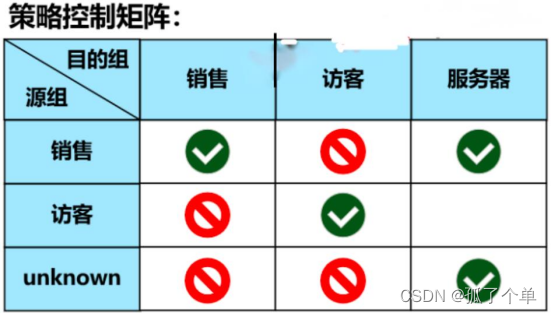 策略控制矩阵：
目的组
源组
销售
访客
服务器
销售
访客
unknown
CSDN @孤了个单